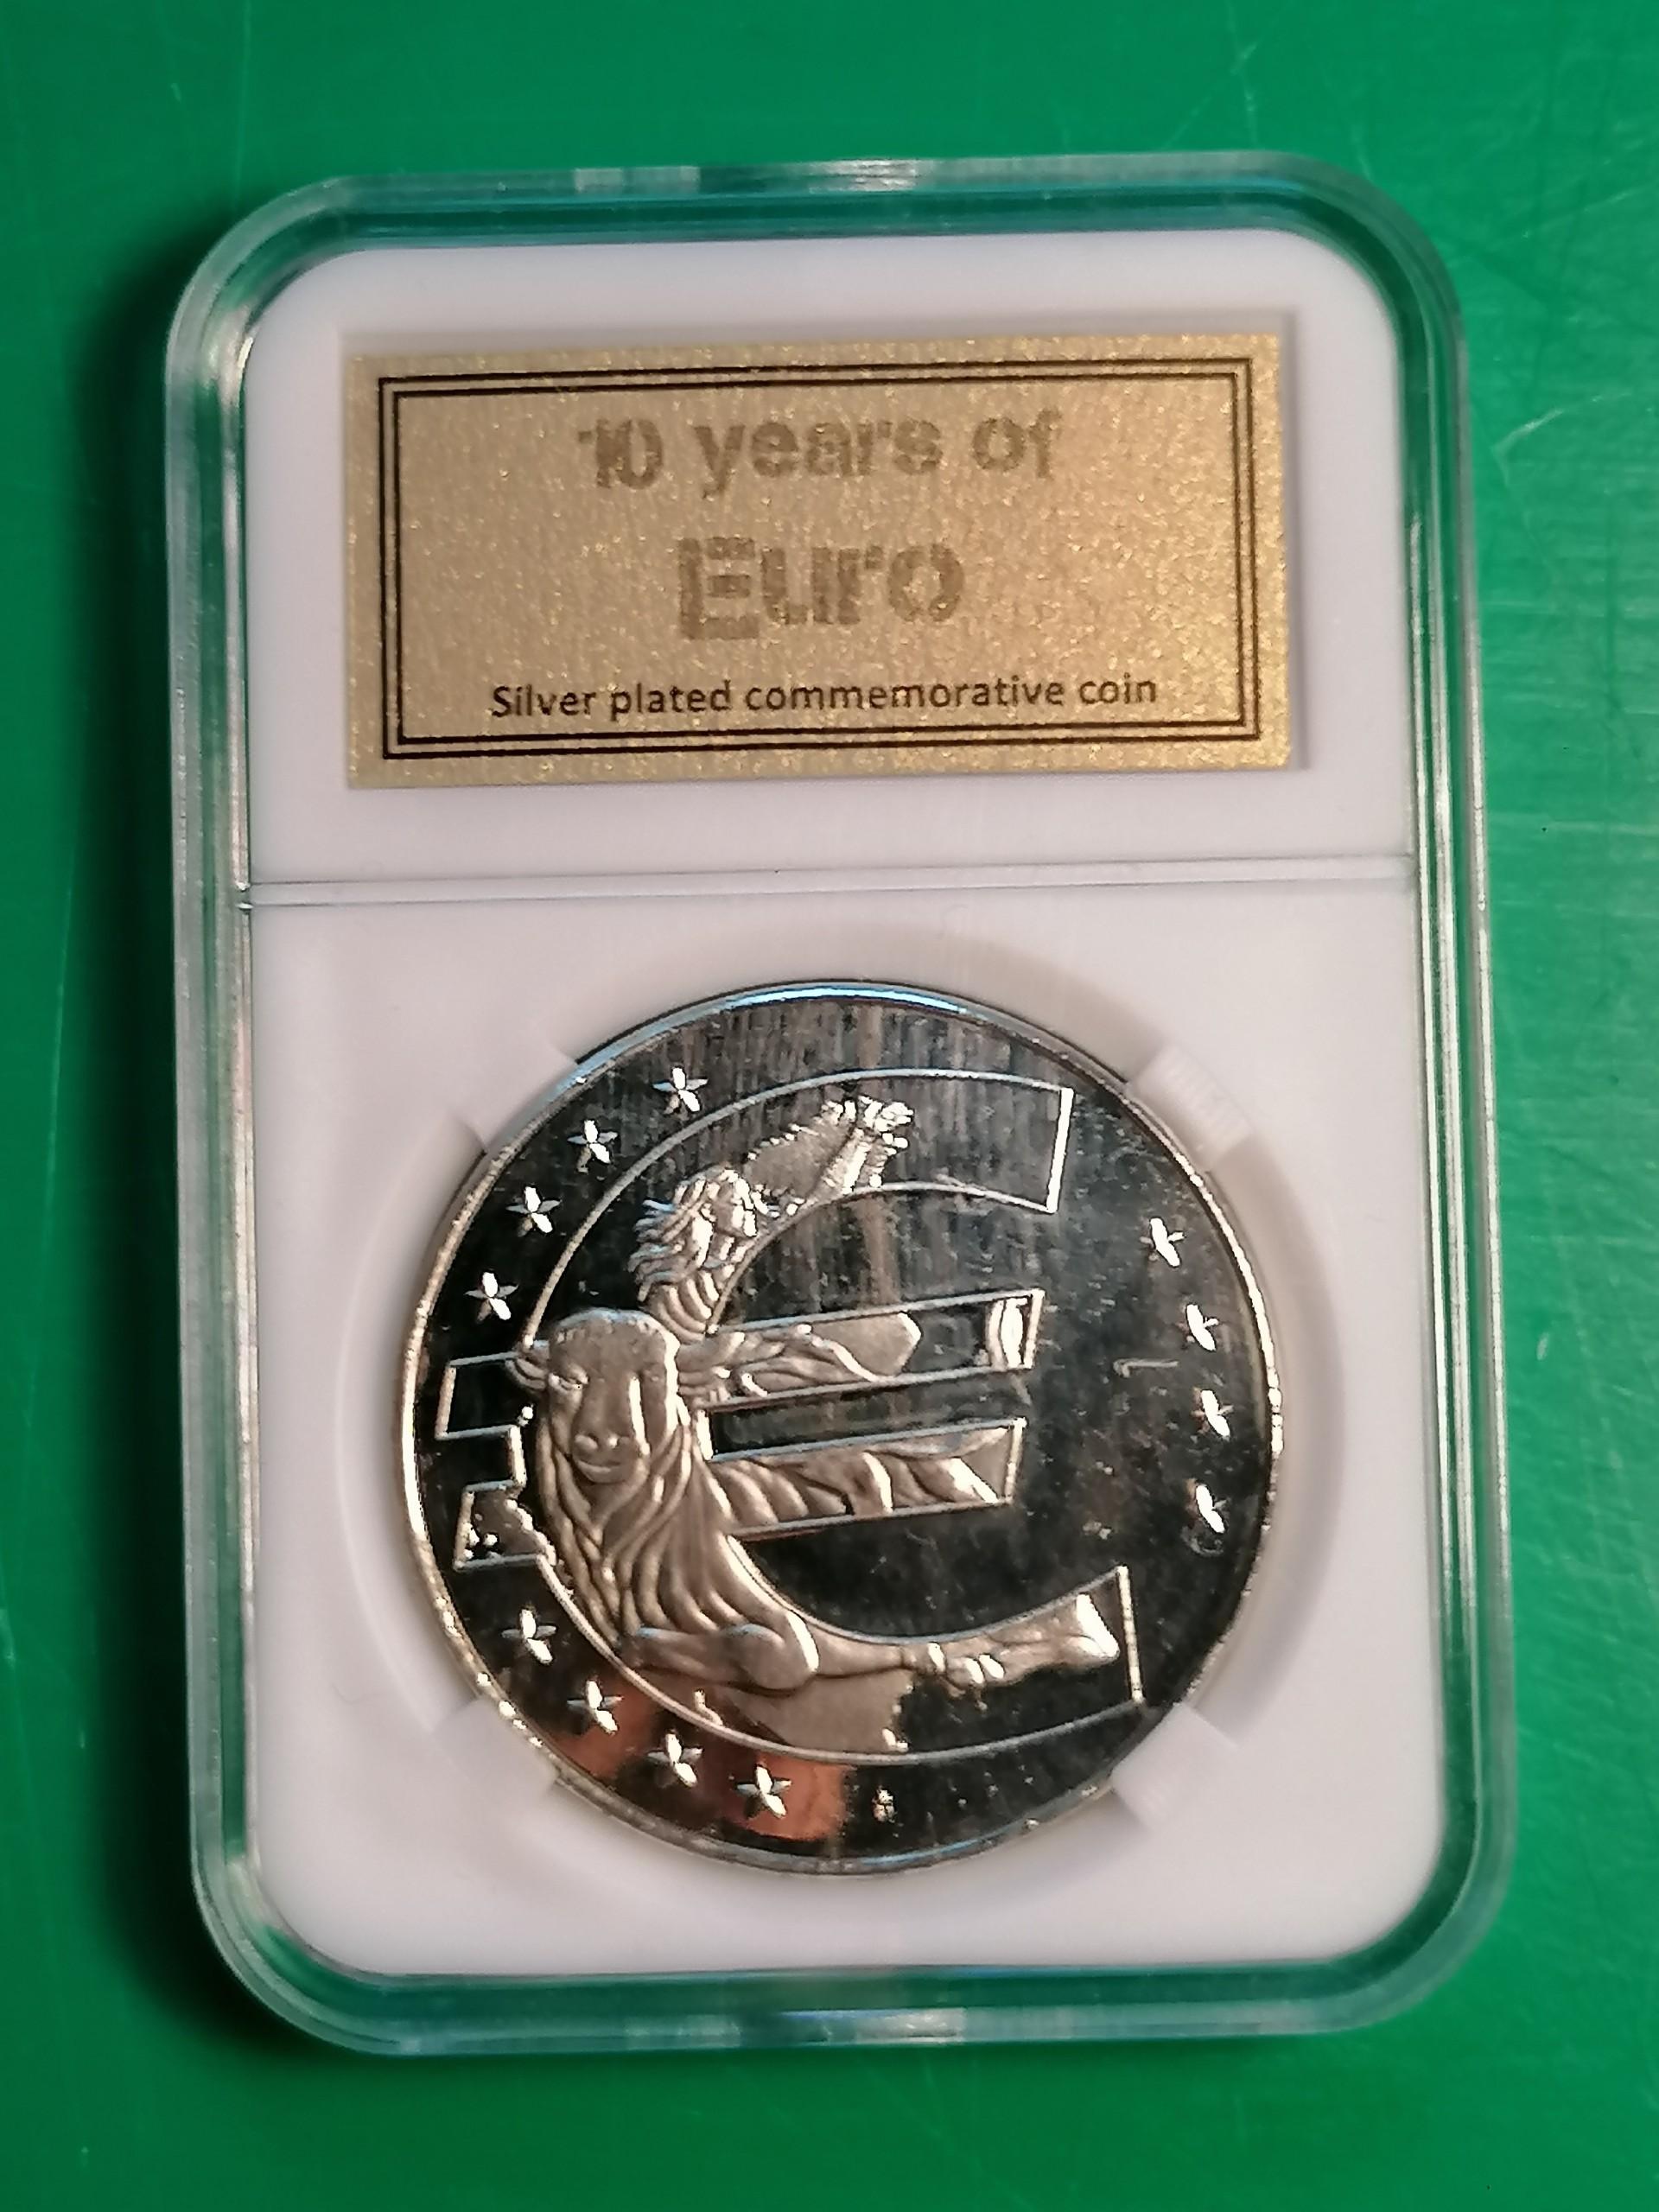 10 years of
Euro
Silver plated commemorative coin
€